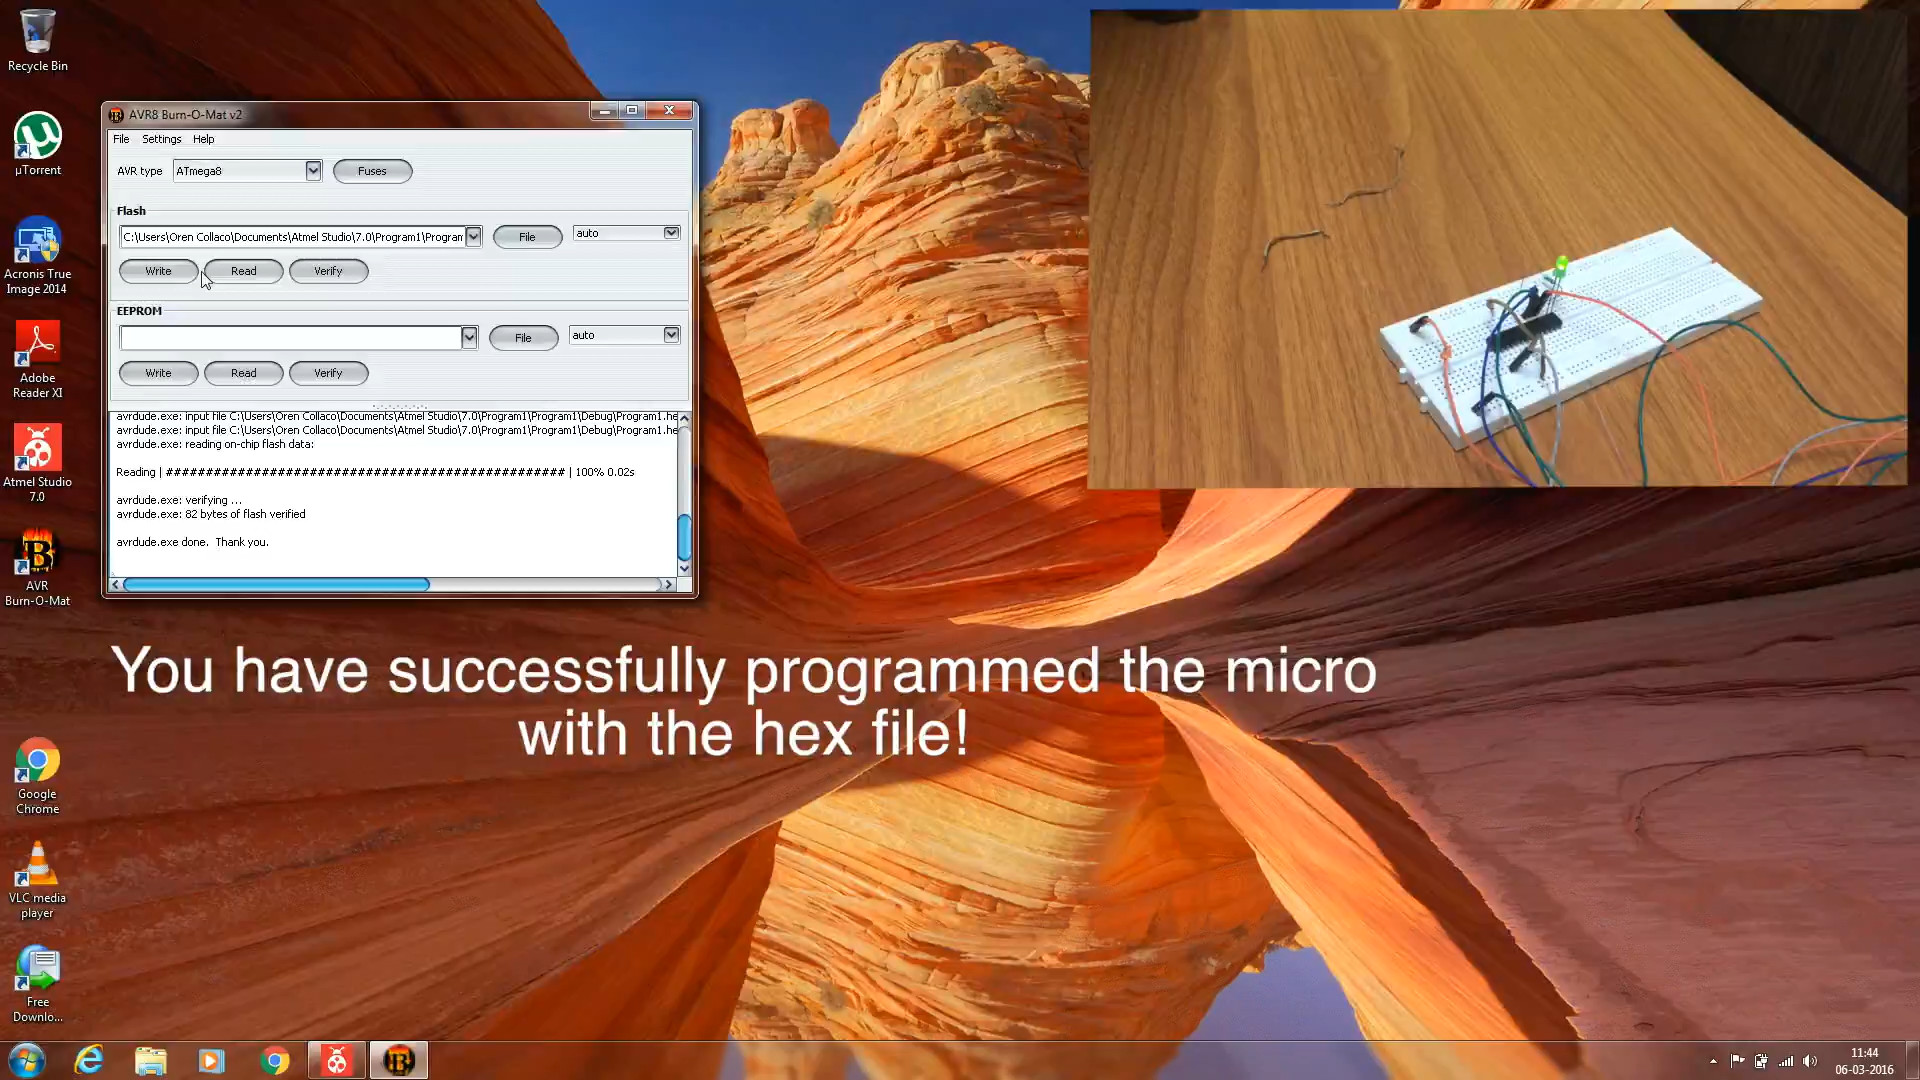 Recycle Bin
µTorrent
Acronis True
Image 2014
Adobe
Reader XI
Atmel Studio
7.0
AVR
Burn-O-Mat
Google
Chrome
VLC media
player
Free
Downlo...
AVR8 Burn-O-Mat v2
File Settings Help
AVR type ATmega8 Fuses
Flash
C:\Users\Oren Collaco\Documents\Atmel Studio\7.0\Program1\Program File auto
Write Read Verify
EEPROM
File auto
Write Read Verify
avrdude.exe: input file C:\Users\Oren Collaco\Documents\Atmel Studio\7.0\Program1\Program1\Debug\Program1.he
avrdude.exe: input file C:\Users\Oren Collaco\Documents\Atmel Studio\7.0\Program1\Program1\Debug\Program1.he
avrdude.exe: reading on-chip flash data:
Reading | ################################################## | 100% 0.02s
avrdude.exe: verifying ...
avrdude.exe: 82 bytes of flash verified
avrdude.exe done. Thank you.
You have successfully programmed the micro
with the hex file!
11:44
06-03-2016